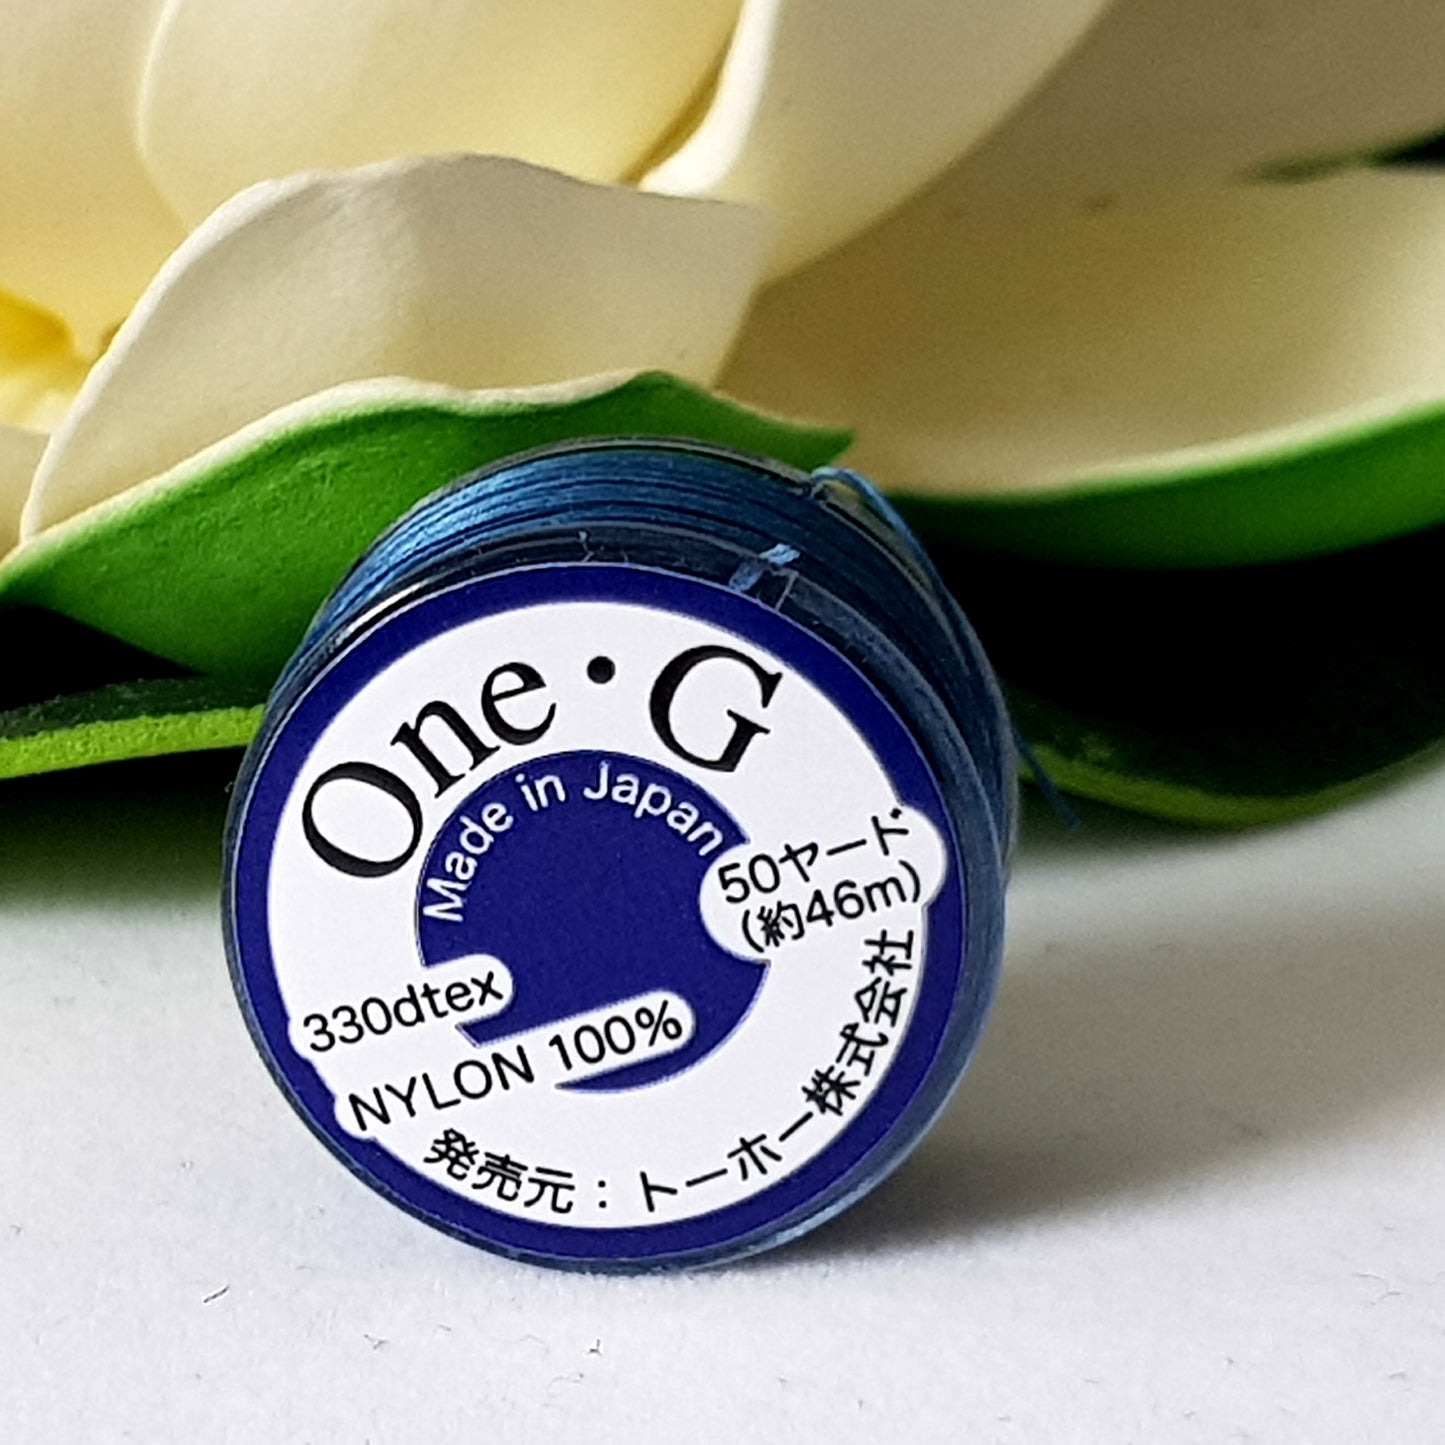 One・G
Made in Japan
50ヤード
(約46m)
330dtex
NYLON 100%
発売元：トーホー株式会社